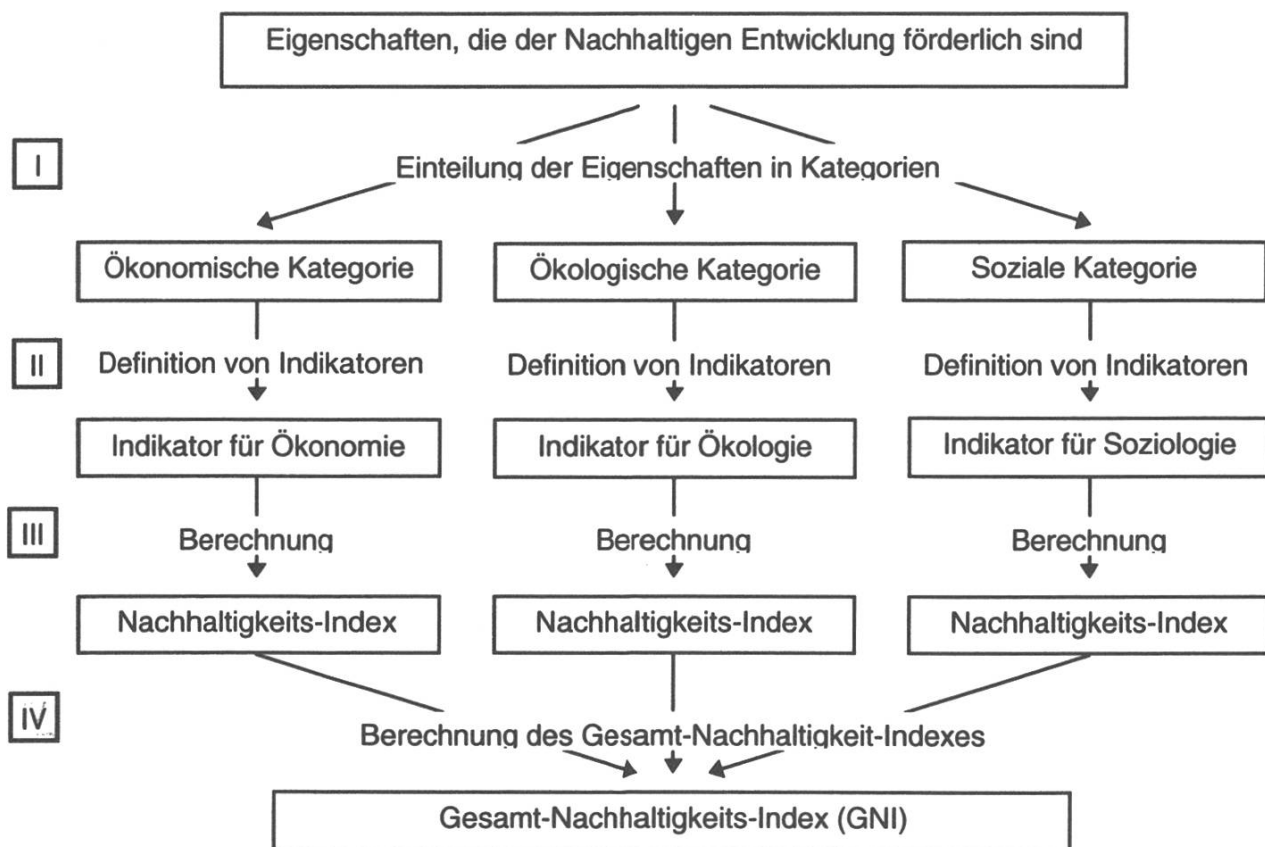 Eigenschaften, die der Nachhaltigen Entwicklung förderlich sind
I
Einteilung der Eigenschaften in Kategorien
Ökonomische Kategorie
Ökologische Kategorie
Soziale Kategorie
II
Definition von Indikatoren
Definition von Indikatoren
Definition von Indikatoren
Indikator für Ökonomie
Indikator für Ökologie
Indikator für Soziologie
III
Berechnung
Berechnung
Berechnung
Nachhaltigkeits-Index
Nachhaltigkeits-Index
Nachhaltigkeits-Index
IV
Berechnung des Gesamt-Nachhaltigkeit-Indexes
Gesamt-Nachhaltigkeits-Index (GNI)